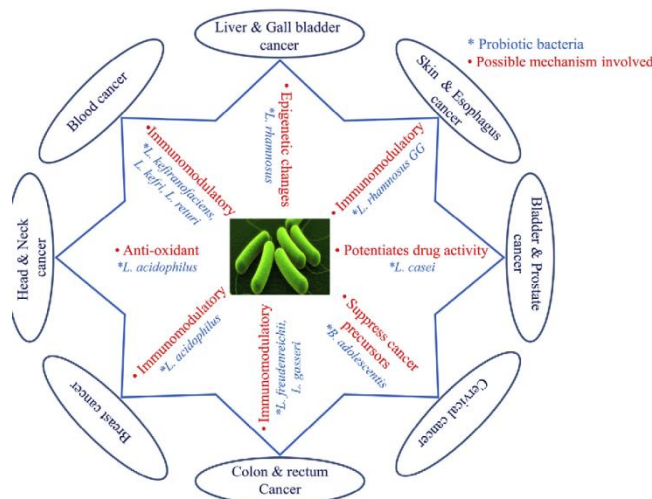 Liver & Gall bladder
cancer
* Probiotic bacteria
• Possible mechanism involved
Skin & Esophagus
cancer
Bladder & Prostate
cancer
Cervical cancer
Colon & rectum
Cancer
Breast cancer
Head & Neck
cancer
Blood cancer
• Epigenetic changes
*L. rhamnosus
• Immunomodulatory
*L. rhamnosus GG
• Potentiates drug activity
*L. casei
• Suppress cancer
precursors
*B. adolescentis
• Immunomodulatory
*L. freudenreichii,
L. gasseri
• Immunomodulatory
*L. acidophilus
• Anti-oxidant
*L. acidophilus
• Immunomodulatory
*L. kefiranofaciens,
L. kefri, L. returi